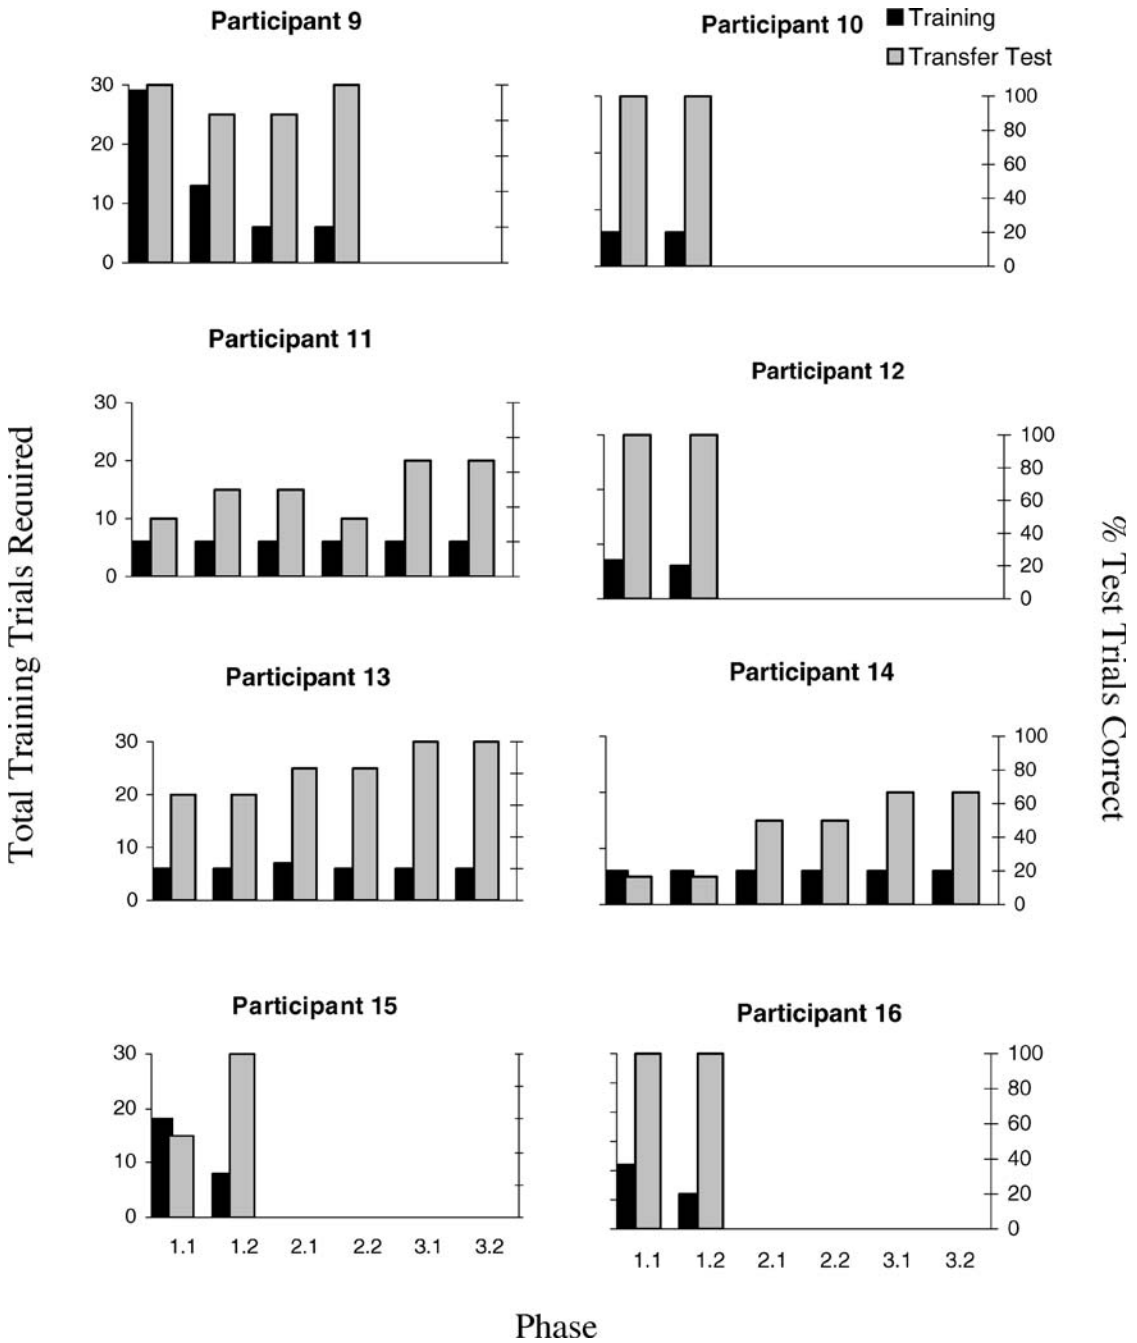 Participant 9
Participant 10
Training
Transfer Test
30
20
10
0
100
80
60
40
20
0
Participant 11
Participant 12
30
20
10
0
100
80
60
40
20
0
Total Training Trials Required
% Test Trials Correct
Participant 13
Participant 14
30
20
10
0
100
80
60
40
20
0
Participant 15
Participant 16
30
20
10
0
100
80
60
40
20
0
1.1 1.2 2.1 2.2 3.1 3.2
1.1 1.2 2.1 2.2 3.1 3.2
Phase